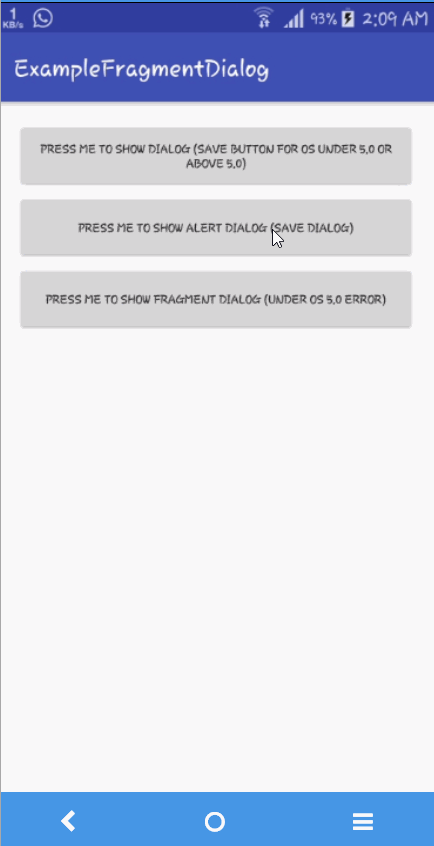 1
KB/s
93%
2:09 AM
ExampleFragmentDialog
PRESS ME TO SHOW DIALOG (SAVE BUTTON FOR OS UNDER 5.0 OR
ABOVE 5.0)
PRESS ME TO SHOW ALERT DIALOG (SAVE DIALOG)
PRESS ME TO SHOW FRAGMENT DIALOG (UNDER OS 5.0 ERROR)